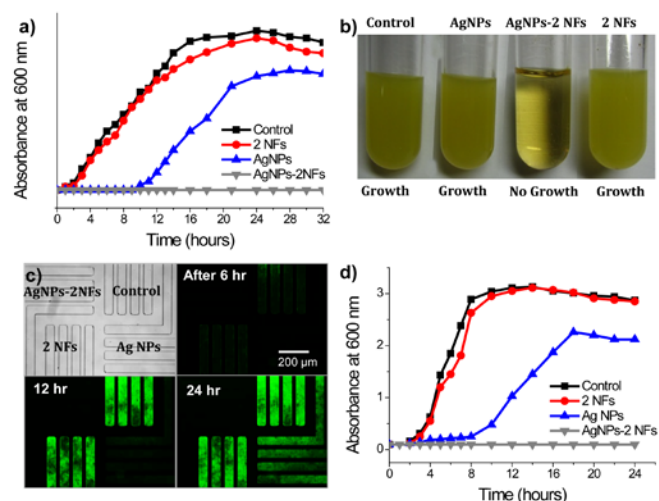 a)
Absorbance at 600 nm
Control
2 NFs
AgNPs
AgNPs-2NFs
0 4 8 12 16 20 24 28 32
Time (hours)
b)
Control AgNPs AgNPs-2 NFs 2 NFs
Growth Growth No Growth Growth
c)
AgNPs-2NFs Control
2 NFs Ag NPs
After 6 hr
200 µm
12 hr
24 hr
d)
Absorbance at 600 nm
3
2
1
0
Control
2 NFs
Ag NPs
AgNPs-2 NFs
0 4 8 12 16 20 24
Time (hours)